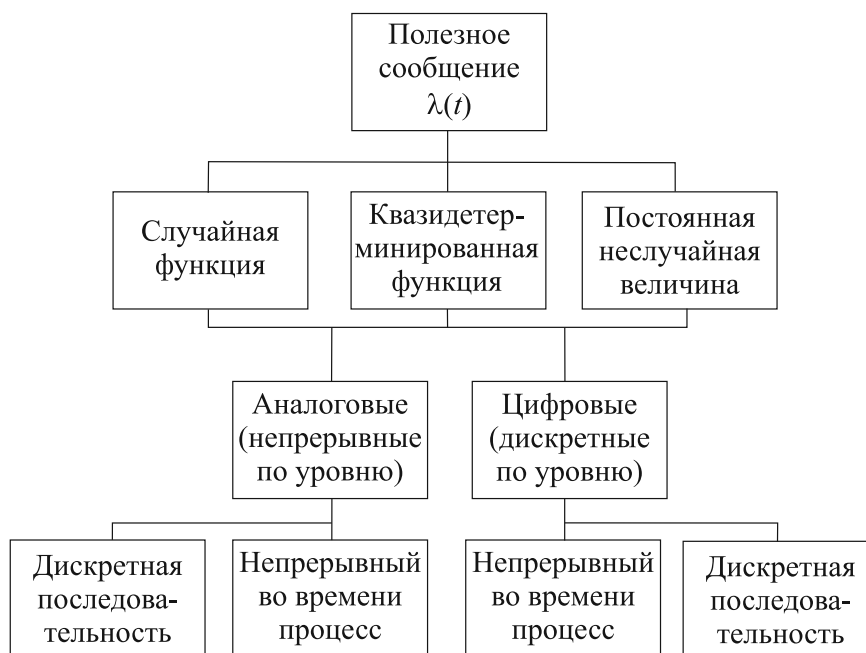 Полезное
сообщение
λ(t)
Случайная
функция
Квазидетер-
минированная
функция
Постоянная
неслучайная
величина
Аналоговые
(непрерывные
по уровню)
Цифровые
(дискретные
по уровню)
Дискретная
последова-
тельность
Непрерывный
во времени
процесс
Непрерывный
во времени
процесс
Дискретная
последова-
тельность